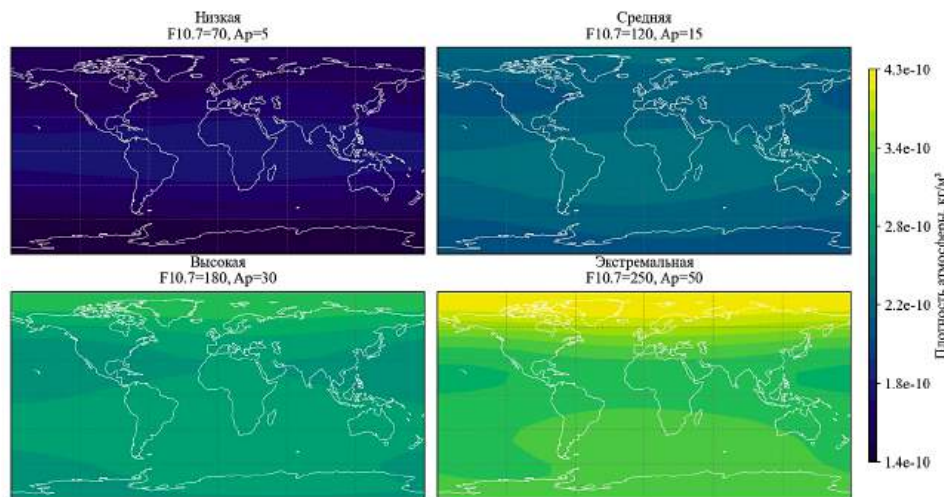 Низкая
F10.7=70, Ap=5
Средняя
F10.7=120, Ap=15
Высокая
F10.7=180, Ap=30
Экстремальная
F10.7=250, Ap=50
4.3e-10
3.4e-10
2.8e-10
2.2e-10
1.8e-10
1.4e-10
Плотность атмосферы, кг/м³